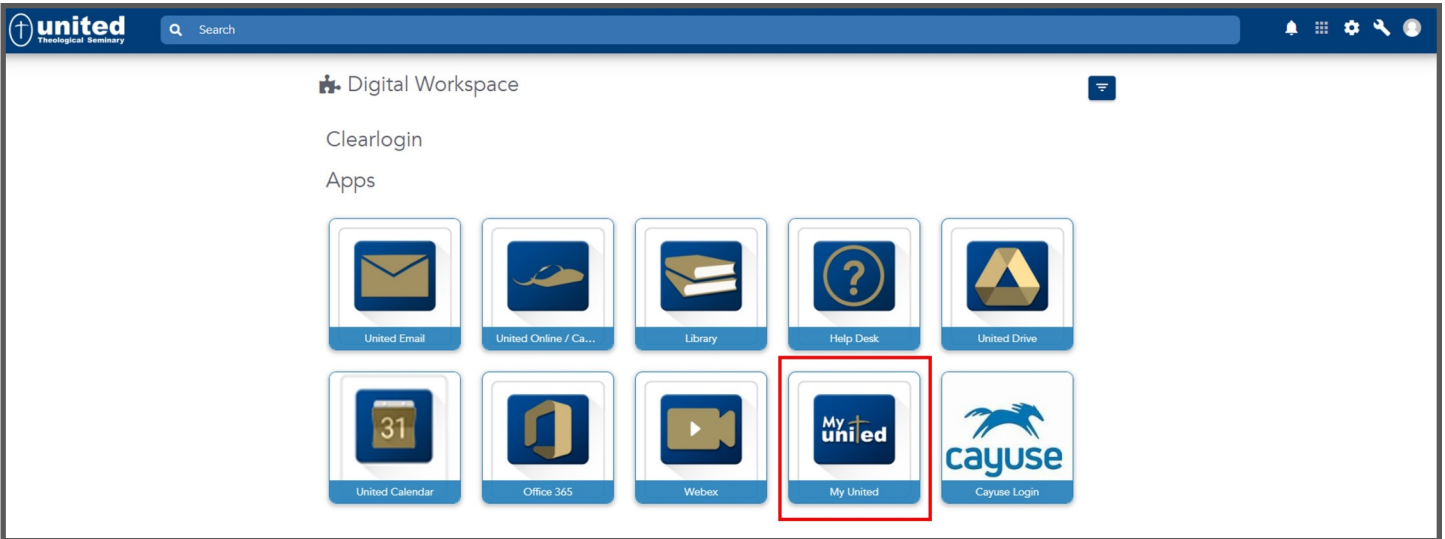 united
Theological Seminary
Search
Digital Workspace
Clearlogin
Apps
United Email
United Online / Ca...
Library
?
Help Desk
United Drive
31
United Calendar
Office 365
Webex
My
united
My United
cayuse
Cayuse Login